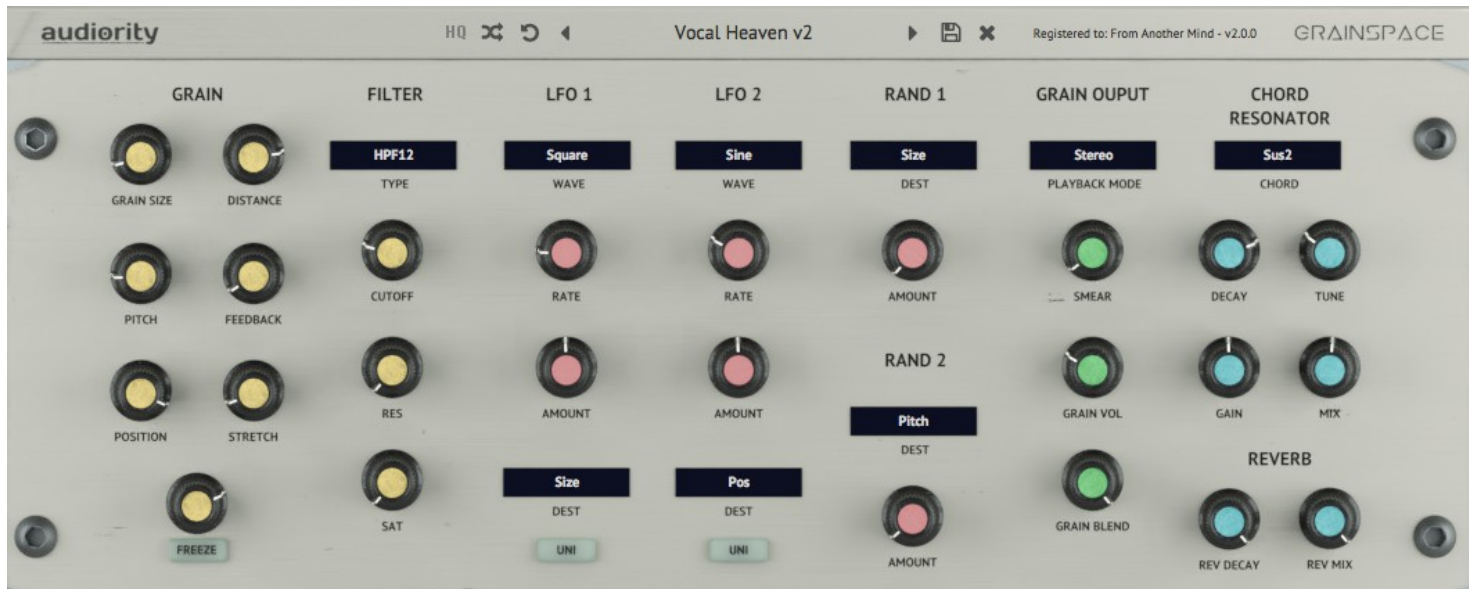 audiority
HQ
Vocal Heaven v2
Registered to: From Another Mind - v2.0.0
GRAINSPACE
GRAIN
GRAIN SIZE
DISTANCE
PITCH
FEEDBACK
POSITION
STRETCH
FREEZE
FILTER
HPF12
TYPE
CUTOFF
RES
SAT
LFO 1
Square
WAVE
RATE
AMOUNT
Size
DEST
UNI
LFO 2
Sine
WAVE
RATE
AMOUNT
Pos
DEST
UNI
RAND 1
Size
DEST
AMOUNT
RAND 2
Pitch
DEST
AMOUNT
GRAIN OUPUT
Stereo
PLAYBACK MODE
SMEAR
GRAIN VOL
GRAIN BLEND
CHORD
RESONATOR
Sus2
CHORD
DECAY
TUNE
GAIN
MIX
REVERB
REV DECAY
REV MIX